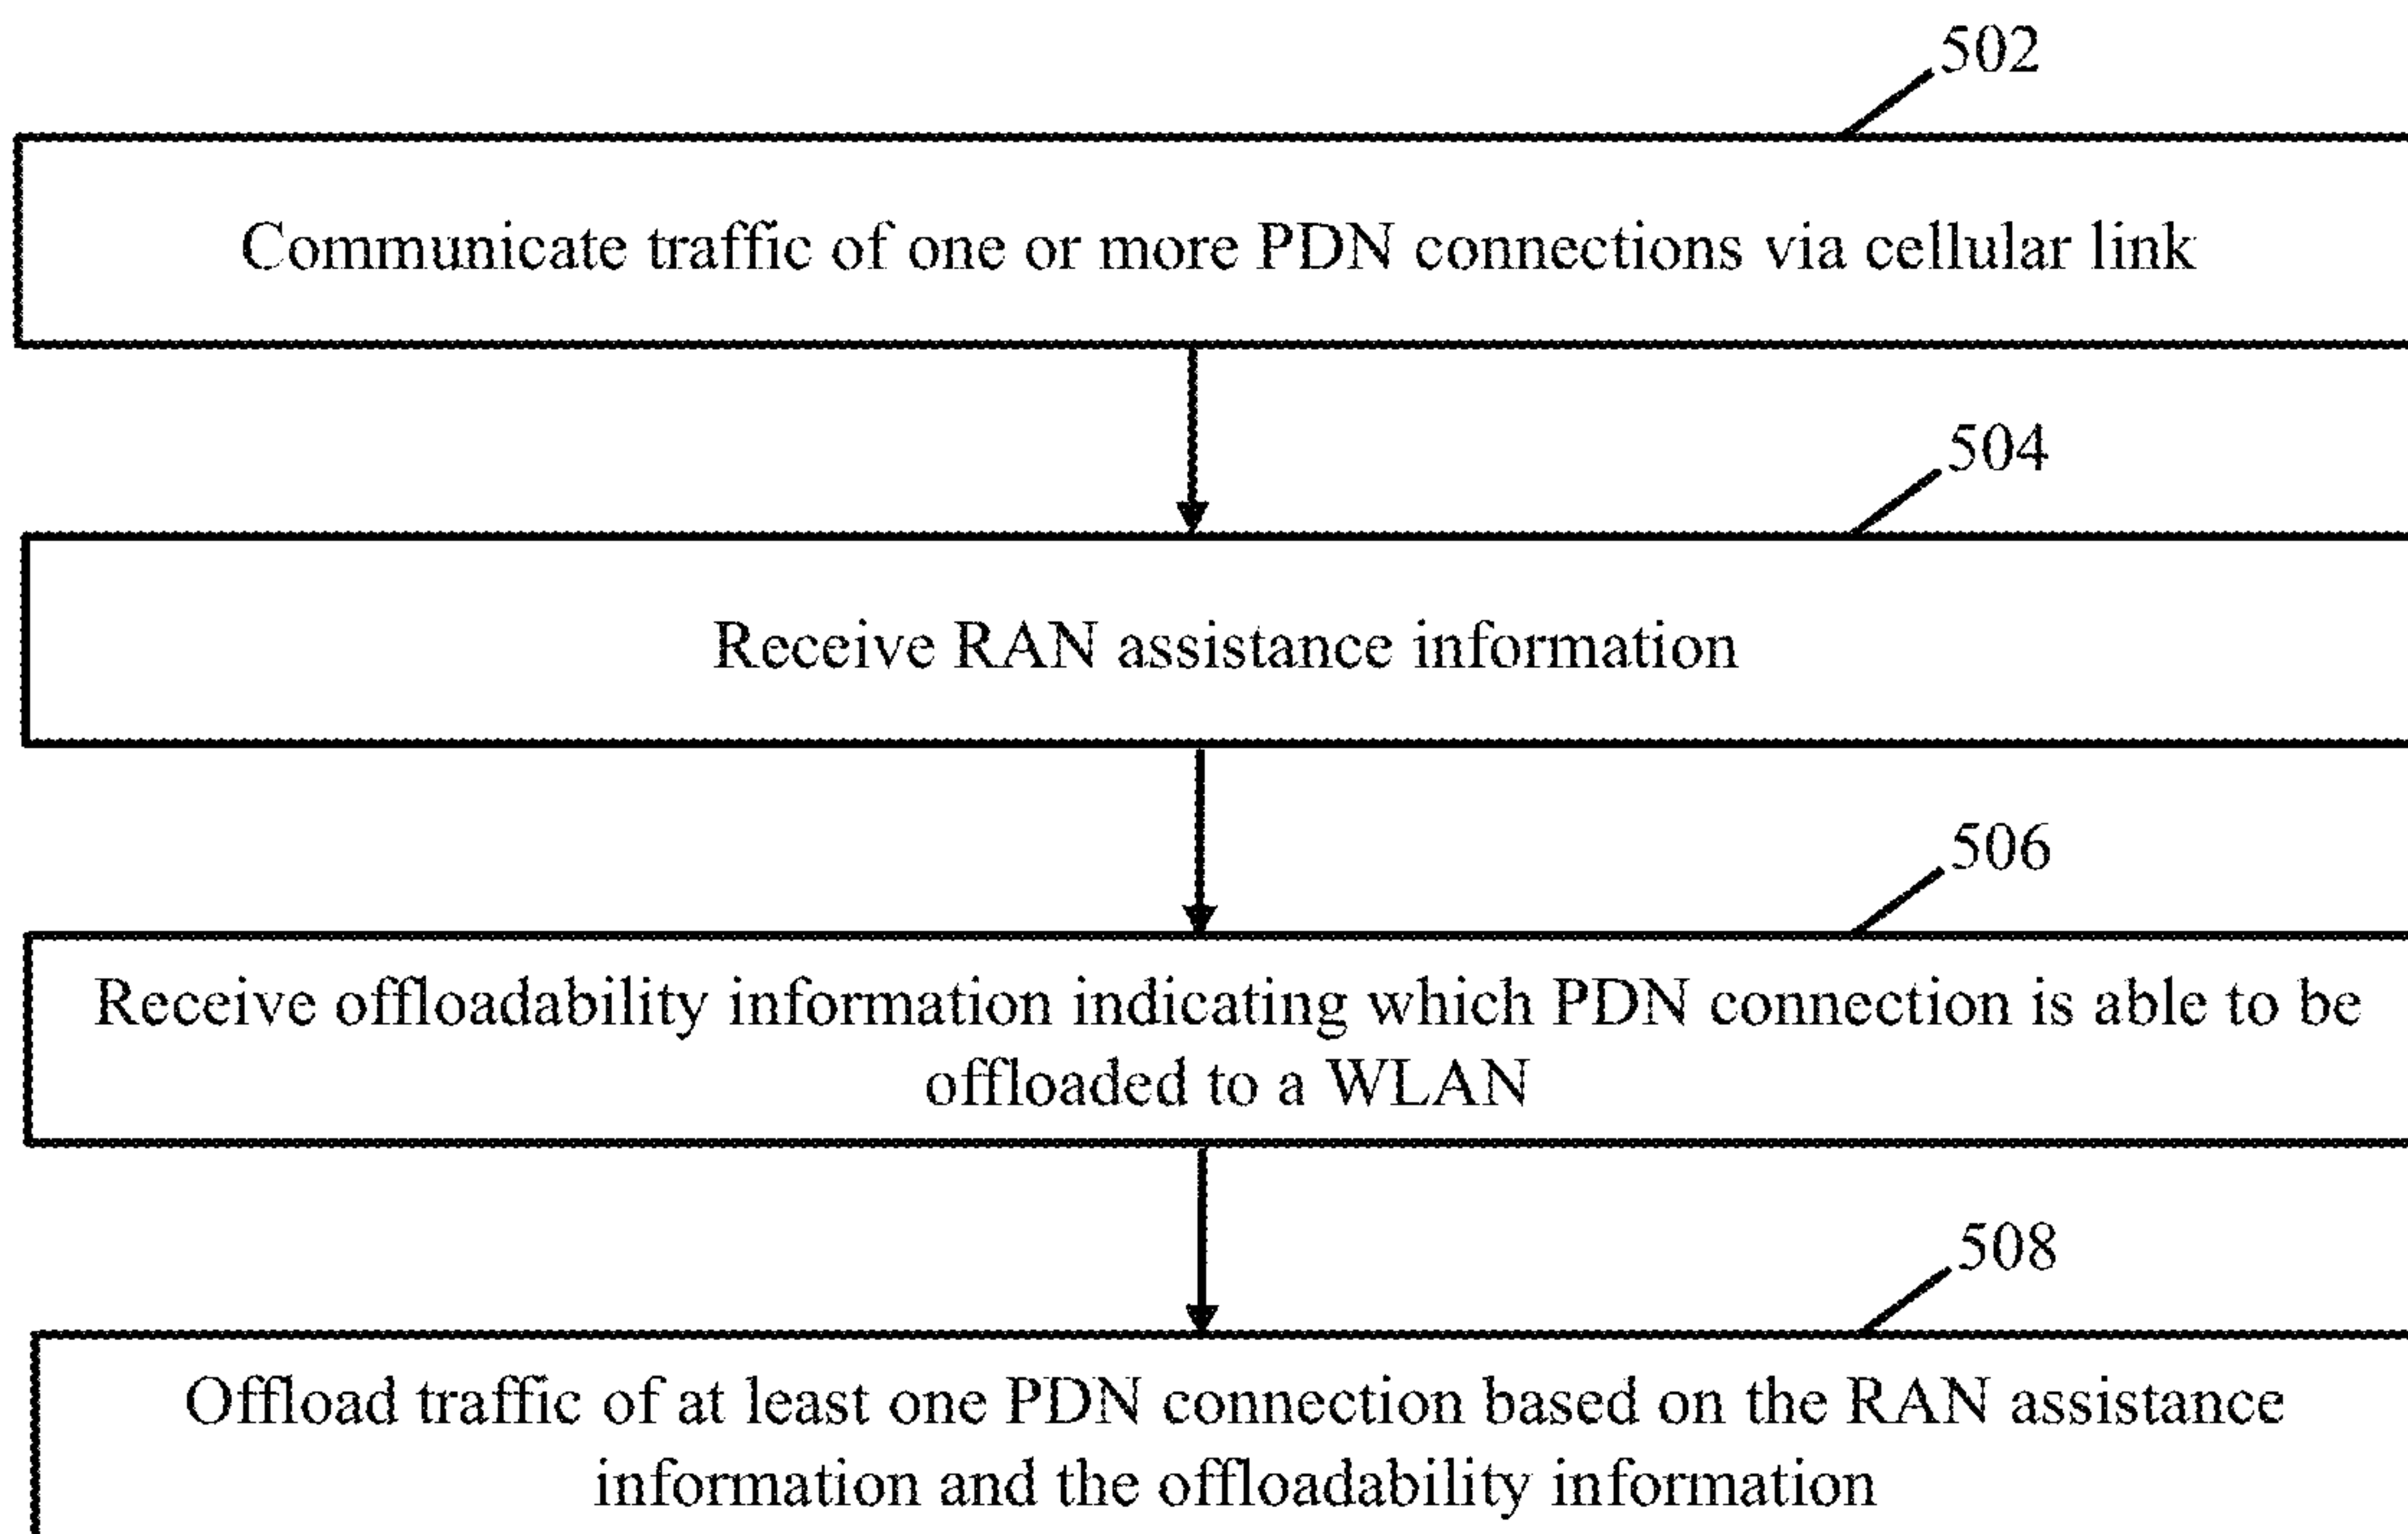 502
Communicate traffic of one or more PDN connections via cellular link
504
Receive RAN assistance information
506
Receive offloadability information indicating which PDN connection is able to be
offloaded to a WLAN
508
Offload traffic of at least one PDN connection based on the RAN assistance
information and the offloadability information